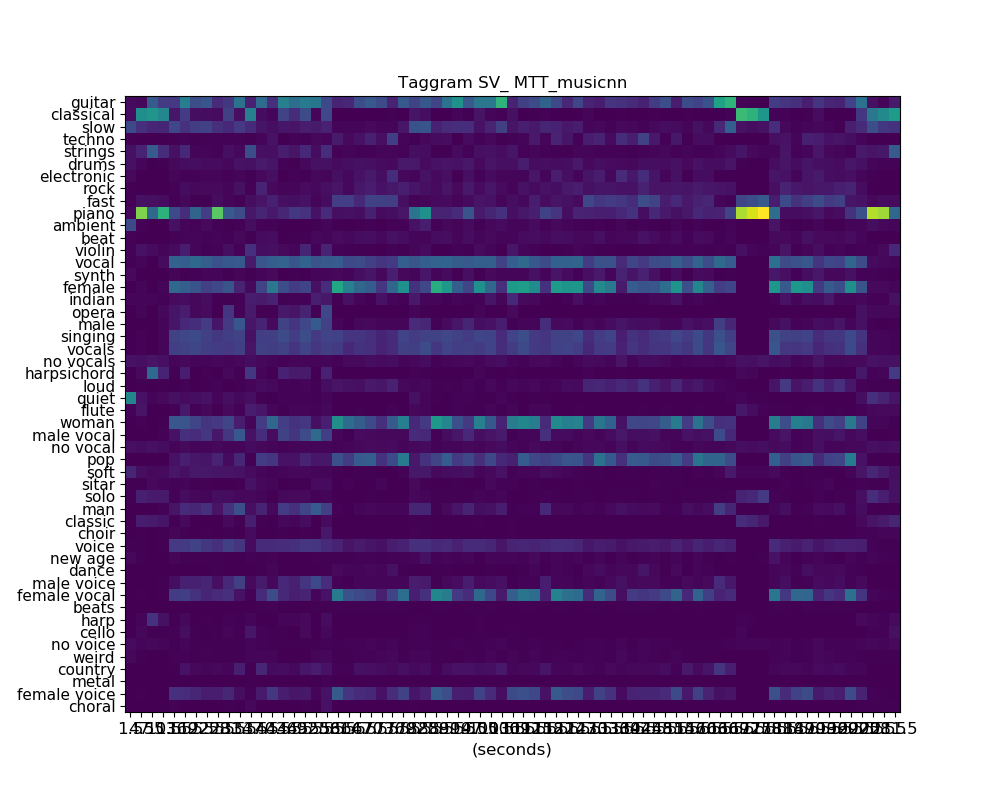 Taggram SV_ MTT_musicnn
guitar
classical
slow
techno
strings
drums
electronic
rock
fast
piano
ambient
beat
violin
vocal
synth
female
indian
opera
male
singing
vocals
no vocals
harpsichord
loud
quiet
flute
woman
male vocal
no vocal
pop
soft
sitar
solo
man
classic
choir
voice
new age
dance
male voice
female vocal
beats
harp
cello
no voice
weird
country
metal
female voice
choral
(seconds)